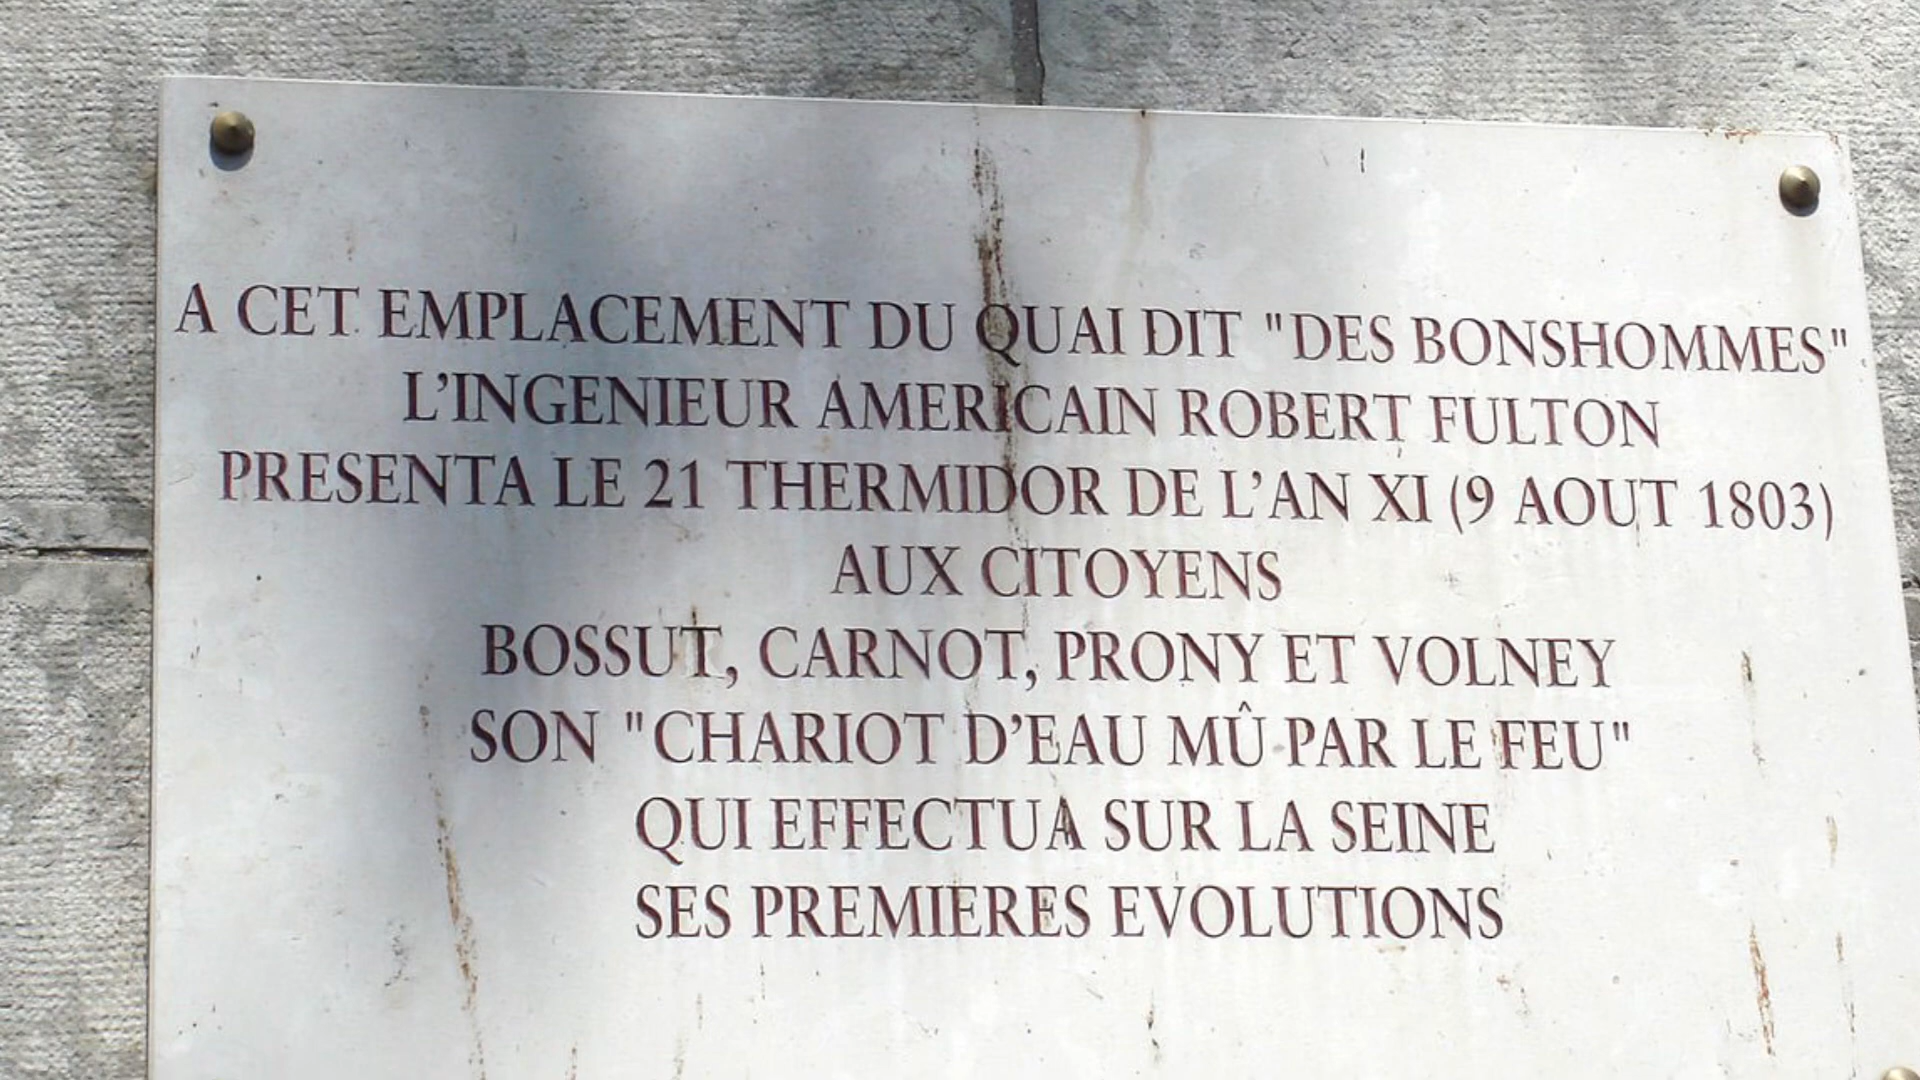 A CET EMPLACEMENT DU QUAI DIT "DES BONSHOMMES"
L'INGENIEUR AMERICAIN ROBERT FULTON
PRESENTA LE 21 THERMIDOR DE L'AN XI (9 AOUT 1803)
AUX CITOYENS
BOSSUT, CARNOT, PRONY ET VOLNEY
SON "CHARIOT D'EAU MÛ PAR LE FEU"
QUI EFFECTUA SUR LA SEINE
SES PREMIERES EVOLUTIONS